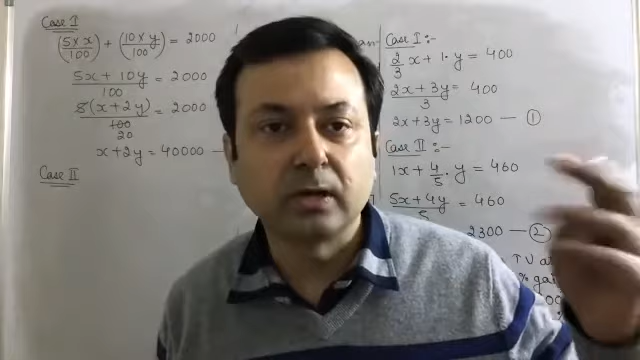 Case I
(5×x/100) + (10×y/100) = 2000
5x+10y/100 = 2000
5(x+2y)/100 = 2000
20
x+2y = 40000 —
Case II
Case I:-
2/3 x + 1. y = 400
2x+3y/3 = 400
2x+3y = 1200 — ①
Case II :-
1x + 4/5 . y = 460
5x+4y/5 = 460
2300 — ②
% gai